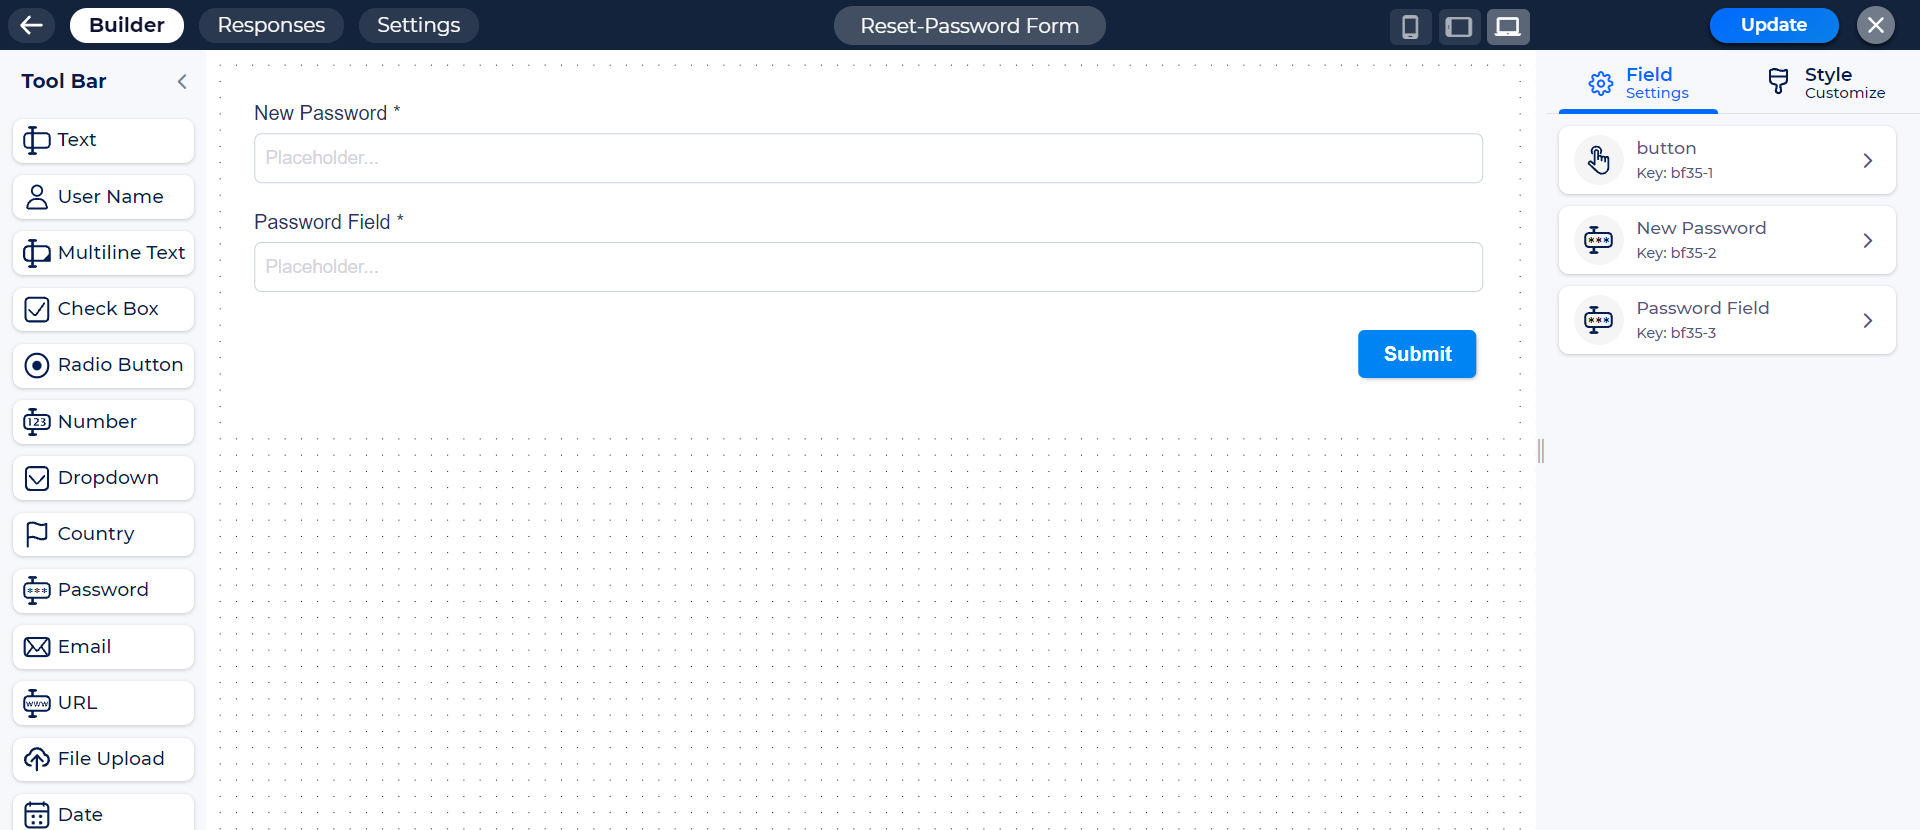 Builder
Responses
Settings
Reset-Password Form
Update
Tool Bar
Text
User Name
Multiline Text
Check Box
Radio Button
123
Number
Dropdown
Country
***
Password
Email
www
URL
File Upload
Date
New Password *
Placeholder...
Password Field *
Placeholder...
Submit
Field
Settings
Style
Customize
button
Key: bf35-1
***
New Password
Key: bf35-2
***
Password Field
Key: bf35-3